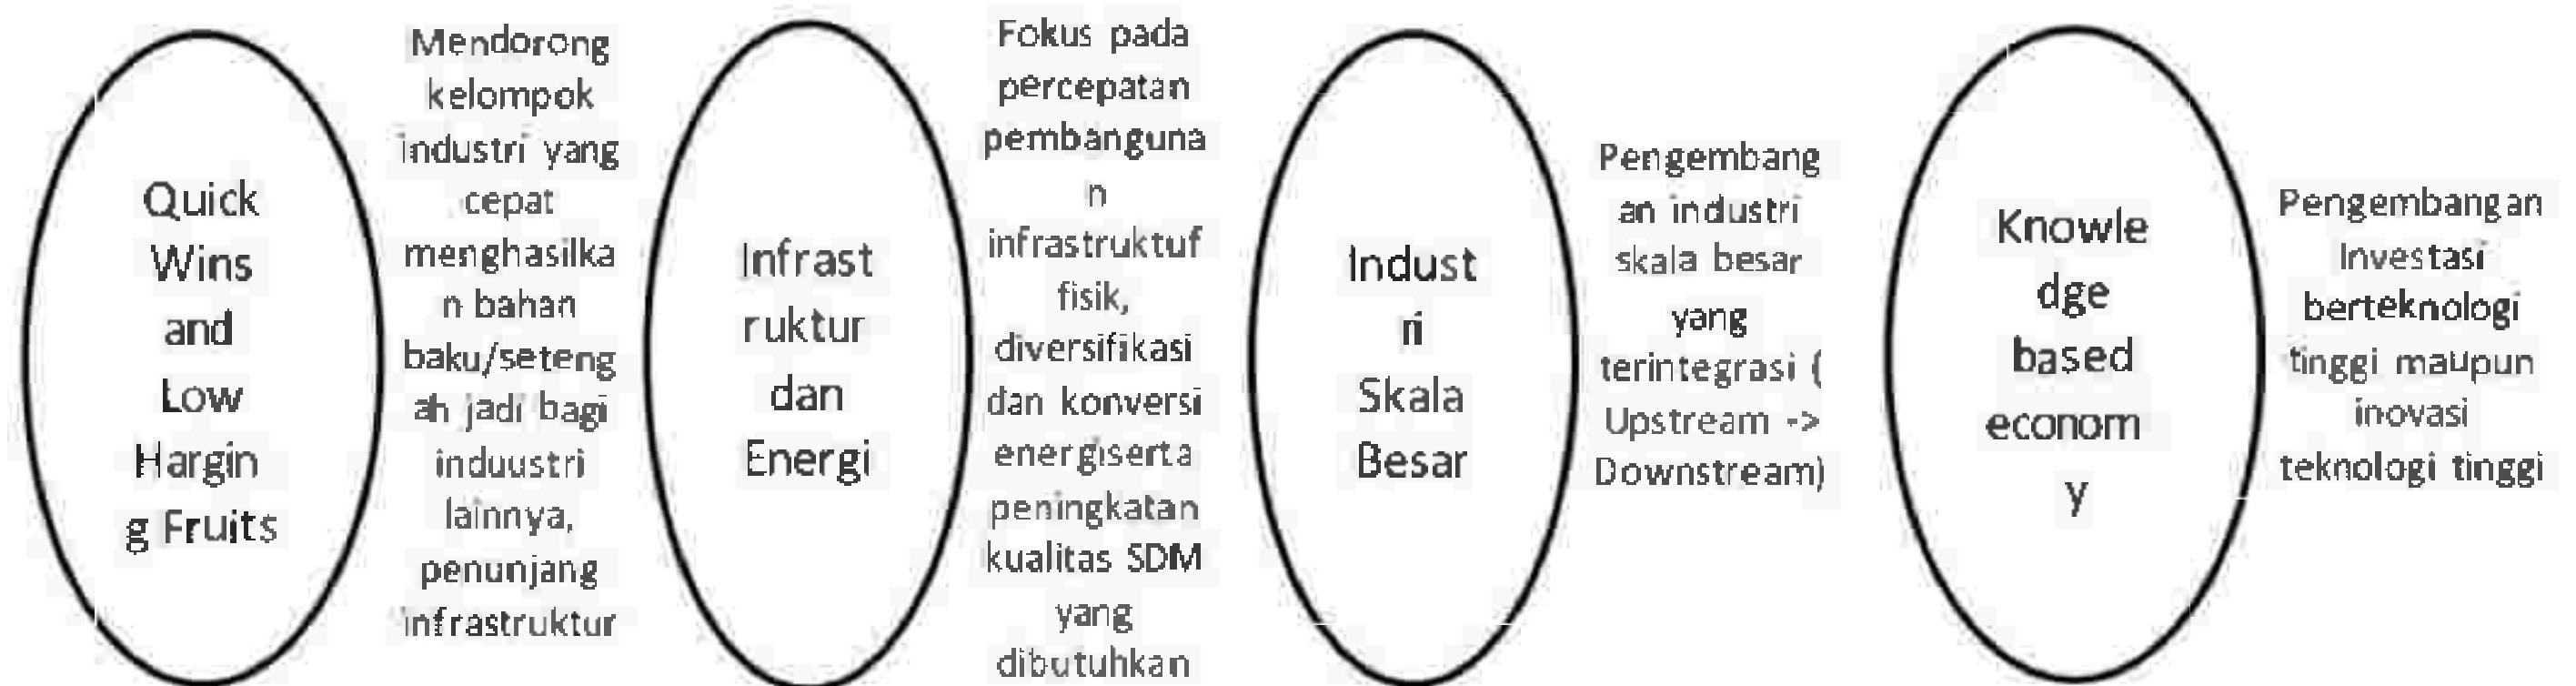 Quick
Wins
and
Low
Hargin
g Fruits
Mendorong
kelompok
industri yang
cepat
menghasilka
n bahan
baku/seteng
ah jadi bagi
induustri
lainnya,
penunjang
infrastruktur
Infrast
ruktur
dan
Energi
Fokus pada
percepatan
pembanguna
n
infrastruktuf
fisik,
diversifikasi
dan konversi
energiserta
peningkatan
kualitas SDM
yang
dibutuhkan
Indust
ri
Skala
Besar
Pengembang
an industri
skala besar
yang
terintegrasi (
Upstream ->
Downstream)
Knowle
dge
based
econom
y
Pengembangan
Investasi
berteknologi
tinggi maupun
inovasi
teknologi tinggi